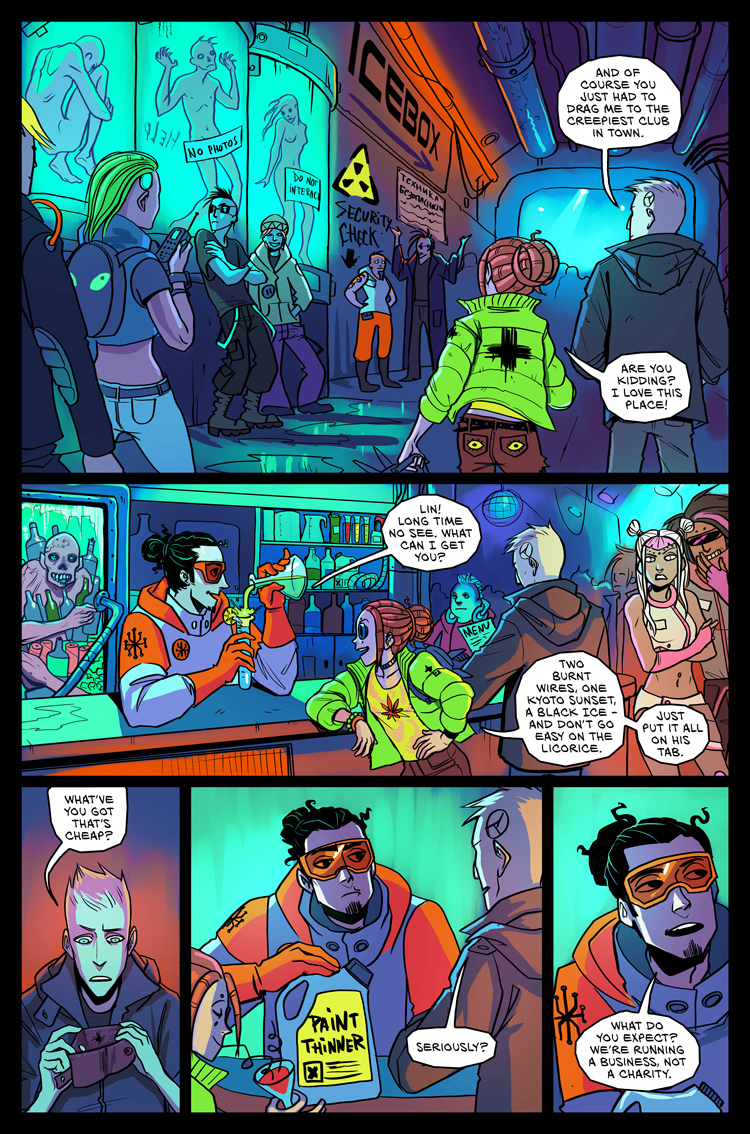 HELP
NO PHOTOS
DO NOT
INTERACT
ICEBOX
SECURITY
CHECK
ТЕХНИКА
БЕЗОПАСНОСТИ
AND OF
COURSE YOU
JUST HAD TO
DRAG ME TO THE
CREEPIEST CLUB
IN TOWN.
ARE YOU
KIDDING?
I LOVE THIS
PLACE!
LIN!
LONG TIME
NO SEE. WHAT
CAN I GET
YOU?
MENU
TWO
BURNT
WIRES, ONE
KYOTO SUNSET,
A BLACK ICE –
AND DON'T GO
EASY ON THE
LICORICE.
JUST
PUT IT ALL
ON HIS
TAB.
WHAT'VE
YOU GOT
THAT'S
CHEAP?
PAINT
THINNER
SERIOUSLY?
WHAT DO
YOU EXPECT?
WE'RE RUNNING
A BUSINESS, NOT
A CHARITY.